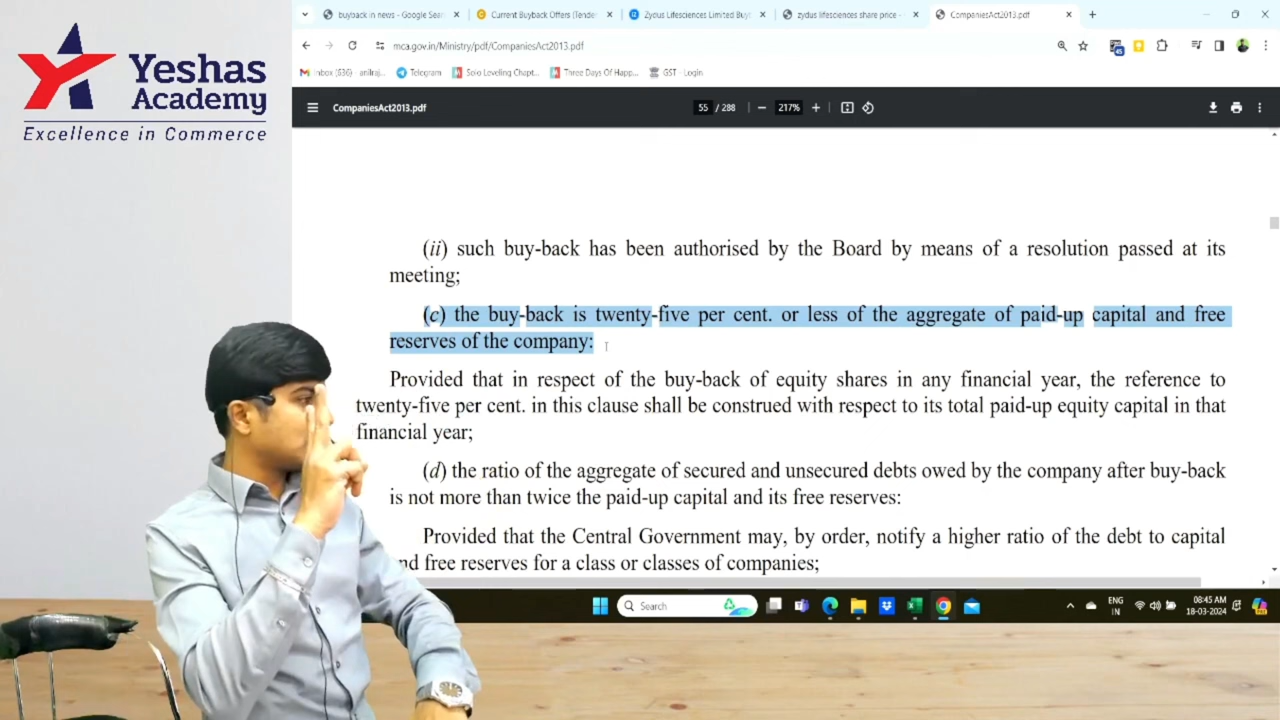 Yeshas
Academy
Excellence in Commerce
buyback in news - Google Sear
Current Buyback Offers (Tender
Zydus Lifesciences Limited Buy
zydus lifesciences share price -
CompaniesAct2013.pdf
mca.gov.in/Ministry/pdf/CompaniesAct2013.pdf
45
Inbox (636) - anilraj...
Telegram
Solo Leveling Chapt...
Three Days Of Happ...
GST - Login
CompaniesAct2013.pdf
55 / 288
217%
(ii) such buy-back has been authorised by the Board by means of a resolution passed at its
meeting;
(c) the buy-back is twenty-five per cent. or less of the aggregate of paid-up capital and free
reserves of the company:
Provided that in respect of the buy-back of equity shares in any financial year, the reference to
twenty-five per cent. in this clause shall be construed with respect to its total paid-up equity capital in that
financial year;
(d) the ratio of the aggregate of secured and unsecured debts owed by the company after buy-back
is not more than twice the paid-up capital and its free reserves:
Provided that the Central Government may, by order, notify a higher ratio of the debt to capital
nd free reserves for a class or classes of companies;
Search
ENG
IN
08:45 AM
18-03-2024